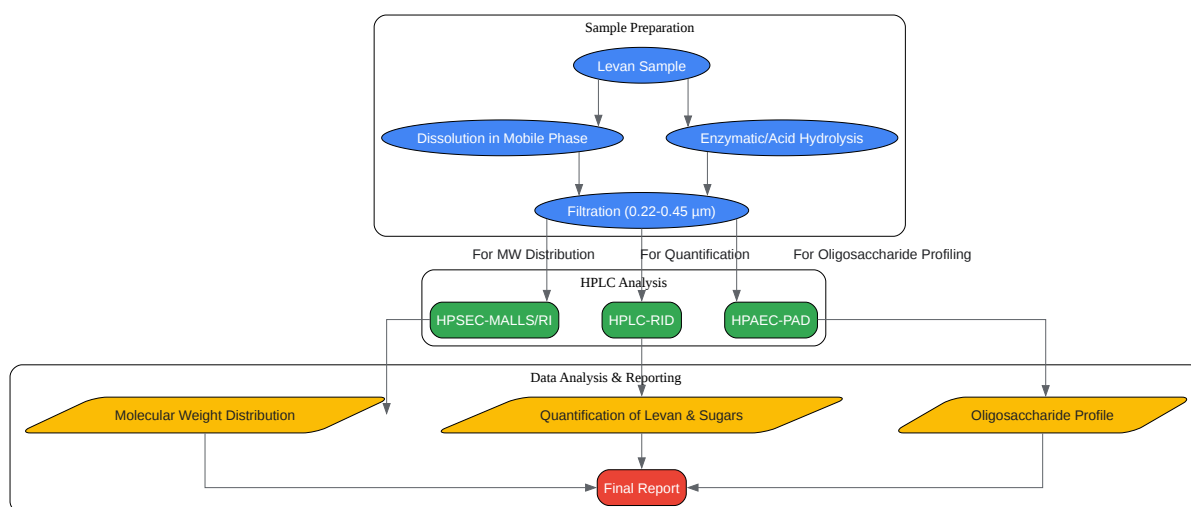 Sample Preparation
Levan Sample
Dissolution in Mobile Phase
Enzymatic/Acid Hydrolysis
Filtration (0.22-0.45 µm)
For MW Distribution
For Quantification
For Oligosaccharide Profiling
HPLC Analysis
HPSEC-MALLS/RI
HPLC-RID
HPAEC-PAD
Data Analysis & Reporting
Molecular Weight Distribution
Quantification of Levan & Sugars
Oligosaccharide Profile
Final Report